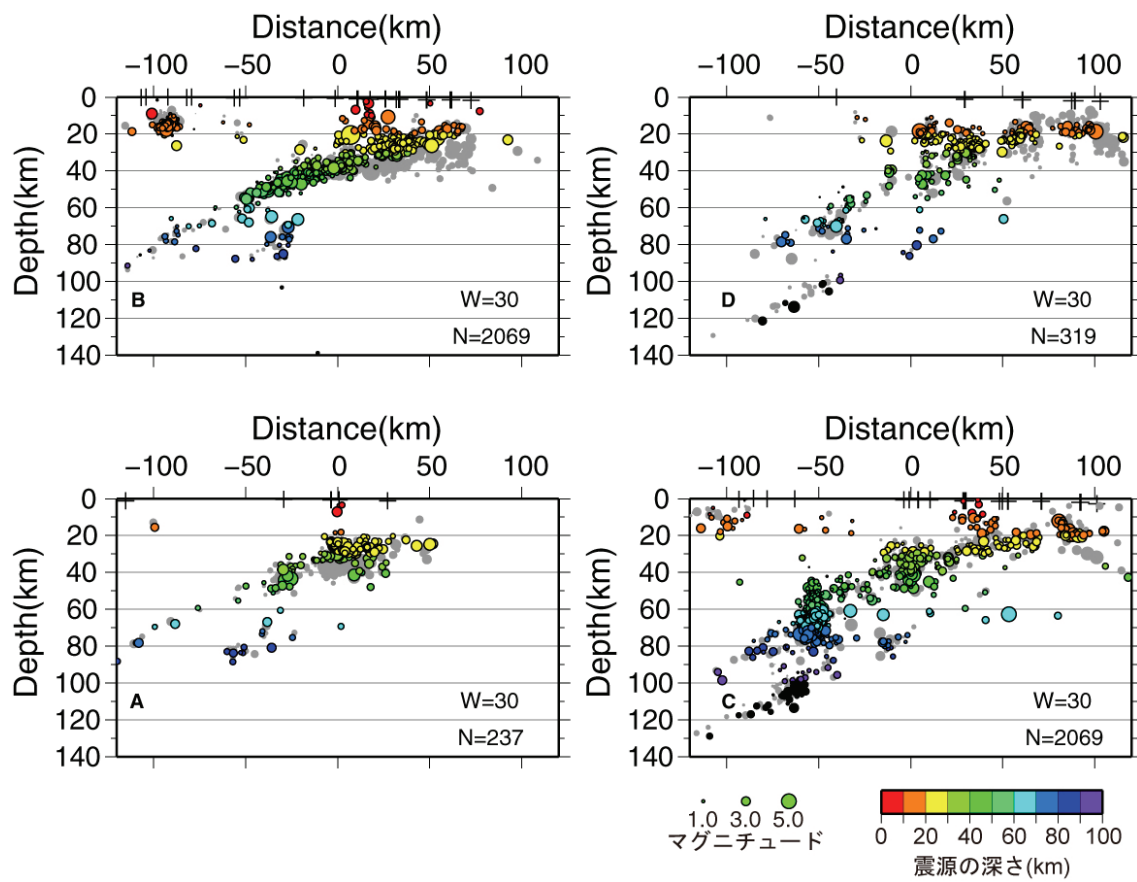 Distance(km)
−100 −50 0 50 100
0
20
40
60
80
100
120
140
Depth(km)
B
W=30
N=2069
Distance(km)
−100 −50 0 50 100
0
20
40
60
80
100
120
140
Depth(km)
D
W=30
N=319
Distance(km)
−100 −50 0 50 100
0
20
40
60
80
100
120
140
Depth(km)
A
W=30
N=237
Distance(km)
−100 −50 0 50 100
0
20
40
60
80
100
120
140
Depth(km)
C
W=30
N=2069
1.0 3.0 5.0
マグニチュード
0 20 40 60 80 100
震源の深さ(km)